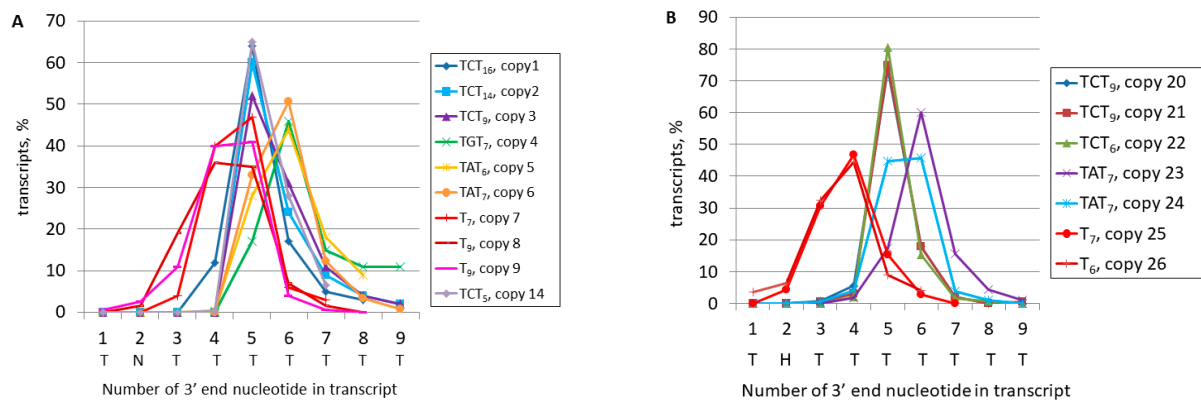 A
transcripts, %
70
60
50
40
30
20
10
0
1 2 3 4 5 6 7 8 9
T N T T T T T T T
Number of 3' end nucleotide in transcript
TCT₁₆, copy1
TCT₁₄, copy2
TCT₉, copy 3
TGT₇, copy 4
TAT₆, copy 5
TAT₇, copy 6
T₇, copy 7
T₉, copy 8
T₉, copy 9
TCT₅, copy 14
B
transcripts, %
90
80
70
60
50
40
30
20
10
0
1 2 3 4 5 6 7 8 9
T H T T T T T T T
Number of 3' end nucleotide in transcript
TCT₉, copy 20
TCT₉, copy 21
TCT₆, copy 22
TAT₇, copy 23
TAT₇, copy 24
T₇, copy 25
T₆, copy 26